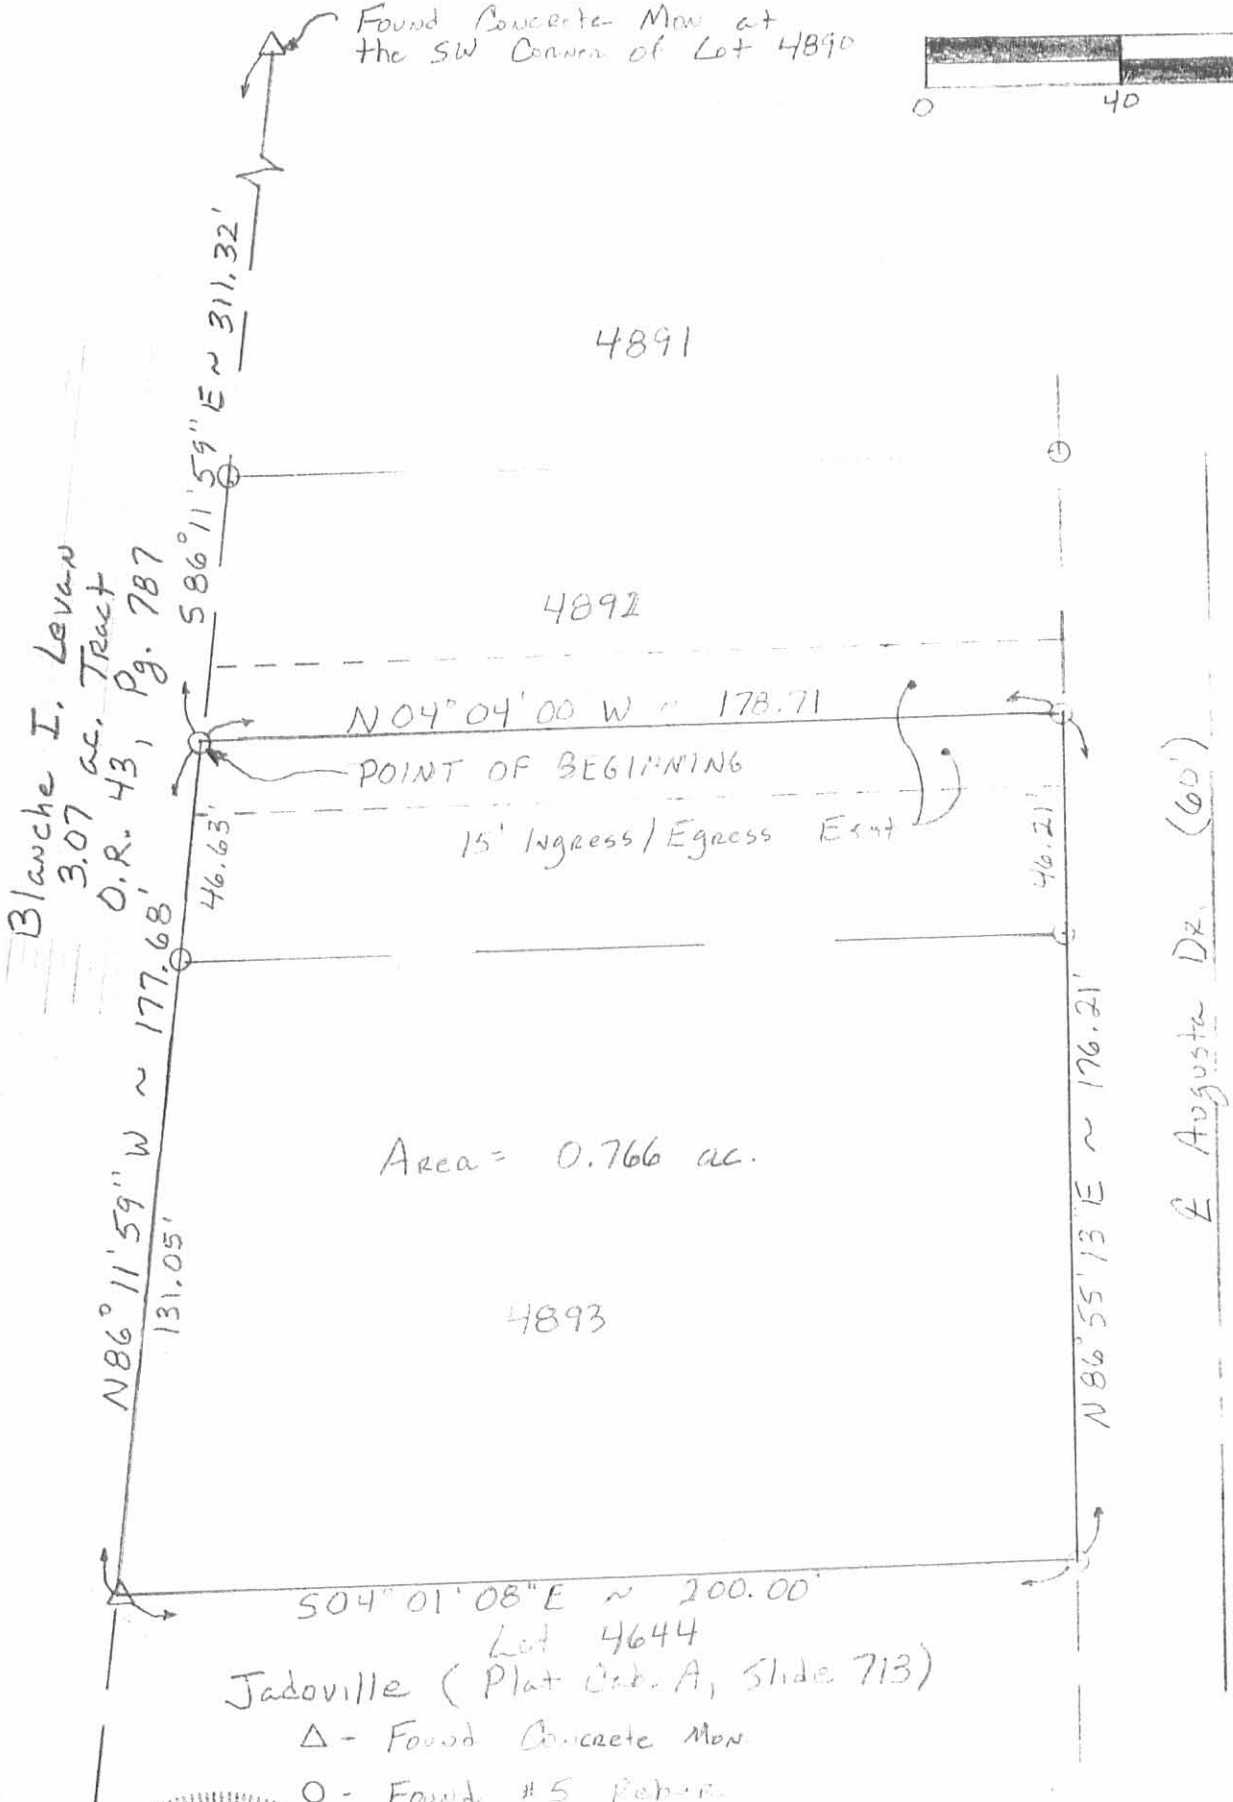 Found Concrete Mon at
the SW Corner of Lot 4890
0
40
S86°11'59"E ~ 311.32'
4891
Blanche I. Levan
3.07 ac. Tract
O.R. 43, Pg. 787
4892
N04°04'00 W ~ 178.71
POINT OF BEGINNING
15' Ingress/Egress Esmt
46.63'
46.21'
℄ Augusta Dr. (60')
N86°11'59"W ~ 177.68'
131.05'
N86°55'13"E ~ 176.21'
Area = 0.766 ac.
4893
S04°01'08"E ~ 200.00'
Lot 4644
Jadoville (Plat Cab. A, Slide 713)
△ - Found Concrete Mon
O - Found #5 Rebar